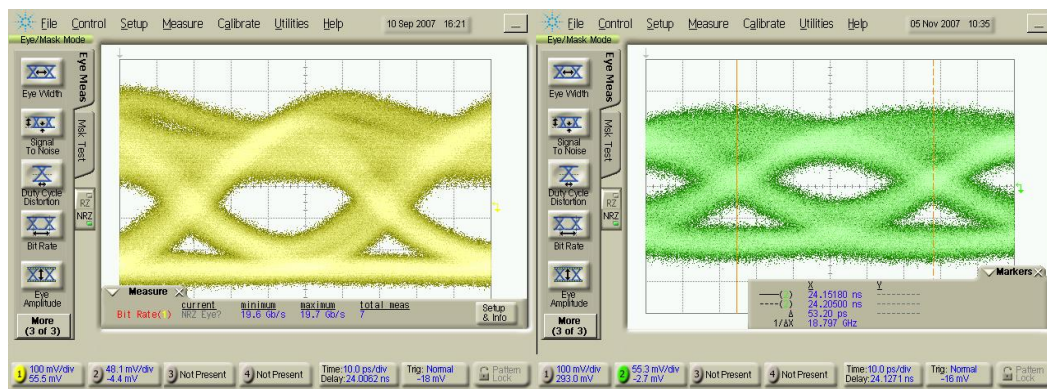 File Control Setup Measure Calibrate Utilities Help 10 Sep 2007 16:21
Eye/Mask Mode
Eye Meas
Msk Test
Eye Width
Signal
To Noise
Duty Cycle
Distortion
RZ
NRZ
Bit Rate
Eye
Amplitude
More
(3 of 3)
Measure
current minimum maximum total meas
Bit Rate(1) NRZ Eye? 19.6 Gb/s 19.7 Gb/s 7
Setup
& Info
1 100 mV/div
55.5 mV
2 48.1 mV/div
-4.4 mV
3 Not Present
4 Not Present
Time:10.0 ps/div
Delay:24.0062 ns
Trig: Normal
-18 mV
Pattern
Lock
File Control Setup Measure Calibrate Utilities Help 05 Nov 2007 10:35
Eye/Mask Mode
Eye Meas
Msk Test
Eye Width
Signal
To Noise
Duty Cycle
Distortion
RZ
NRZ
Bit Rate
Eye
Amplitude
More
(3 of 3)
Markers
X Y
24.15180 ns
24.20500 ns
Δ 53.20 ps
1/ΔX 18.797 GHz
1 100 mV/div
293.0 mV
2 55.3 mV/div
-2.7 mV
3 Not Present
4 Not Present
Time:10.0 ps/div
Delay:24.1271 ns
Trig: Normal
-16 mV
Pattern
Lock